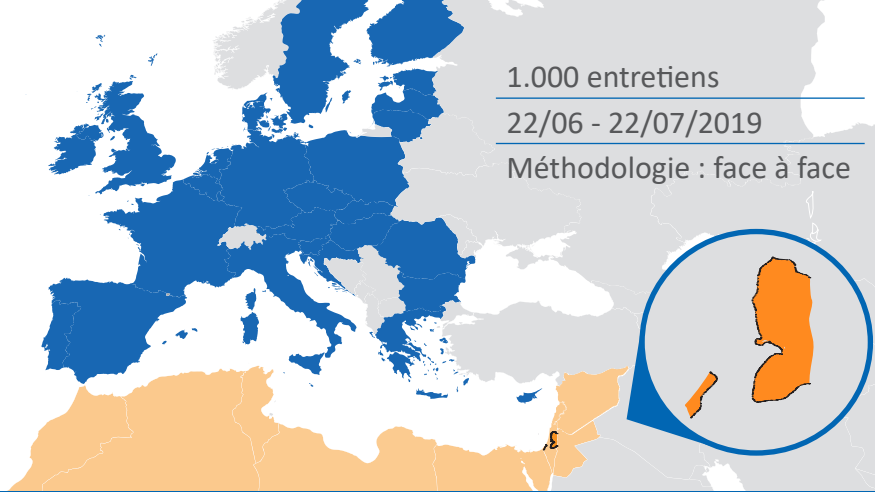 1.000 entretiens
22/06 - 22/07/2019
Méthodologie : face à face